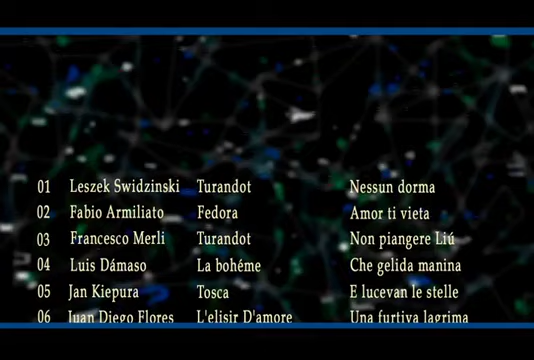 01 Leszek Swidzinski Turandot Nessun dorma
02 Fabio Armiliato Fedora Amor ti vieta
03 Francesco Merli Turandot Non piangere Liú
04 Luis Dámaso La bohéme Che gelida manina
05 Jan Kiepura Tosca E lucevan le stelle
06 Juan Diego Flores L'elisir D'amore Una furtiva lagrima